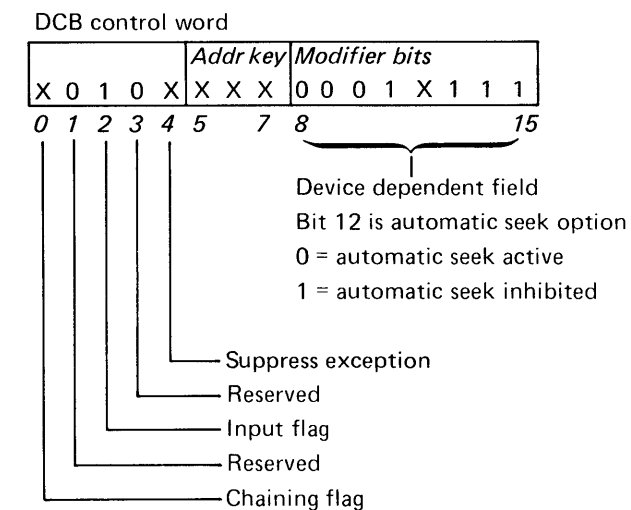 DCB control word
Addr key Modifier bits
X 0 1 0 X X X X 0 0 0 1 X 1 1 1
0 1 2 3 4 5 7 8 15
Device dependent field
Bit 12 is automatic seek option
0 = automatic seek active
1 = automatic seek inhibited
Suppress exception
Reserved
Input flag
Reserved
Chaining flag